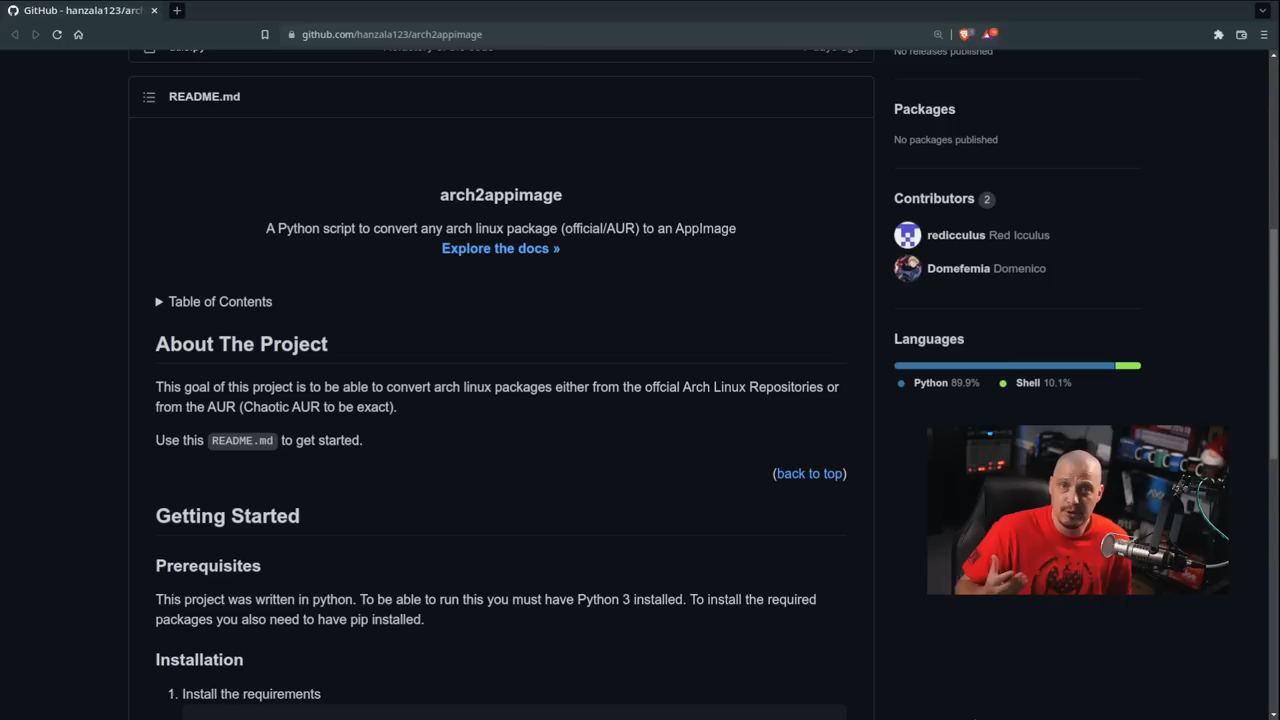 GitHub - hanzala123/arc
github.com/hanzala123/arch2appimage
No releases published
README.md
Packages
No packages published
arch2appimage
A Python script to convert any arch linux package (official/AUR) to an AppImage
Explore the docs »
Contributors 2
redicculus Red Icculus
Domefemia Domenico
Table of Contents
About The Project
This goal of this project is to be able to convert arch linux packages either from the offcial Arch Linux Repositories or
from the AUR (Chaotic AUR to be exact).
Use this README.md to get started.
(back to top)
Languages
Python 89.9% Shell 10.1%
Getting Started
Prerequisites
This project was written in python. To be able to run this you must have Python 3 installed. To install the required
packages you also need to have pip installed.
Installation
1. Install the requirements